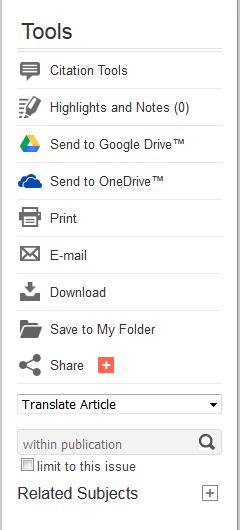 Tools
Citation Tools
Highlights and Notes (0)
Send to Google Drive™
Send to OneDrive™
Print
E-mail
Download
Save to My Folder
Share
Translate Article
within publication
limit to this issue
Related Subjects